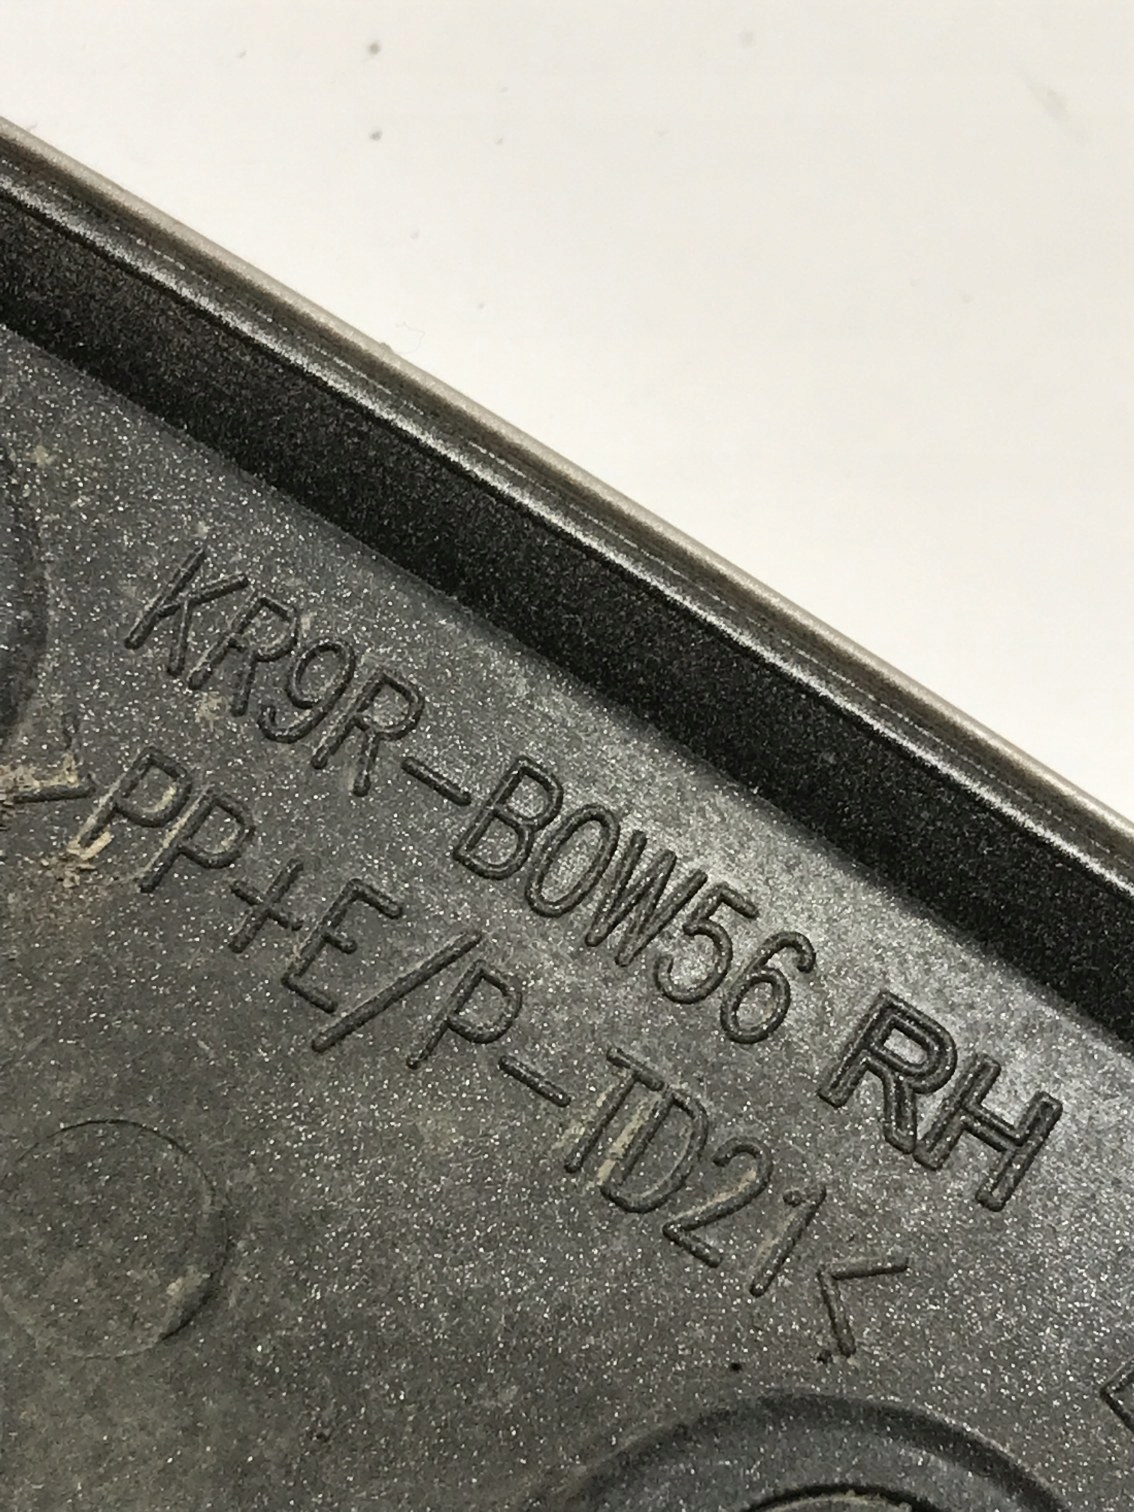 KR9R-B0W56 RH
>PP+E/P-TD21<